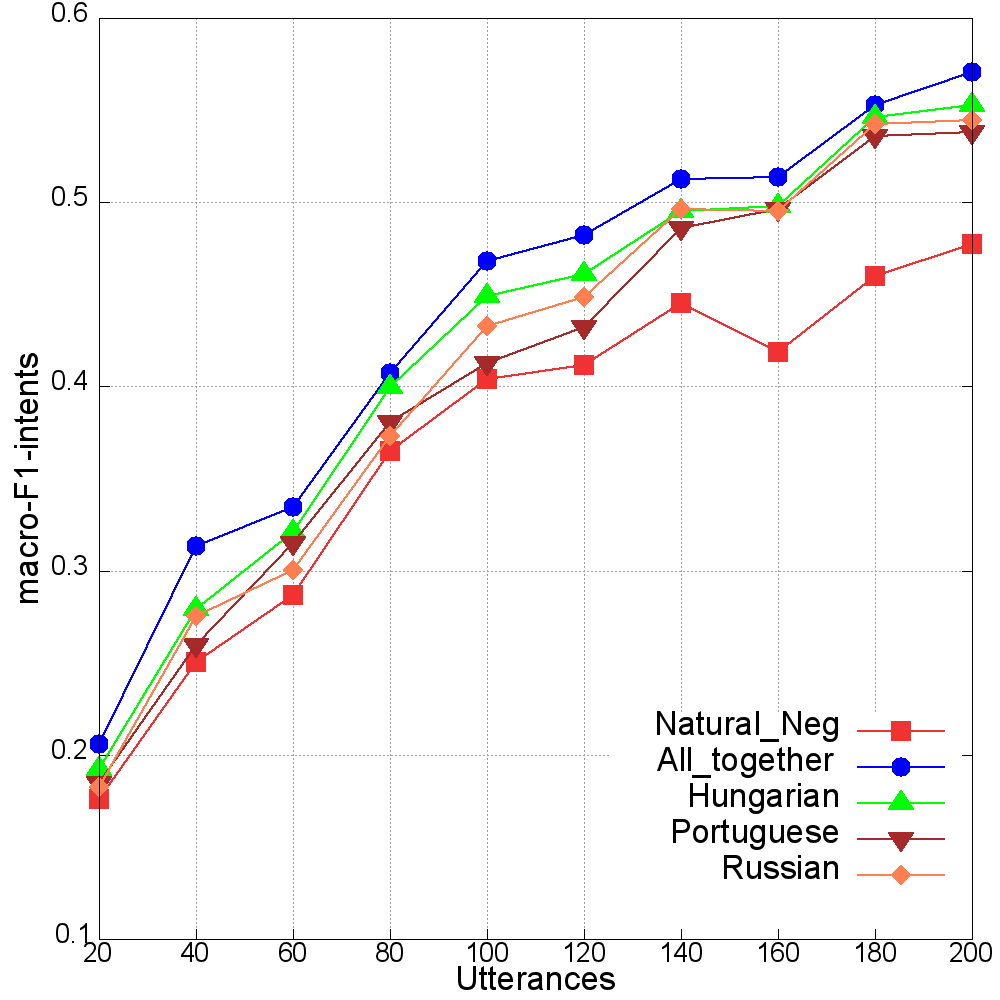 0.6
0.5
0.4
0.3
0.2
0.1
macro-F1-intents
Natural_Neg
All_together
Hungarian
Portuguese
Russian
20 40 60 80 100 120 140 160 180 200
Utterances